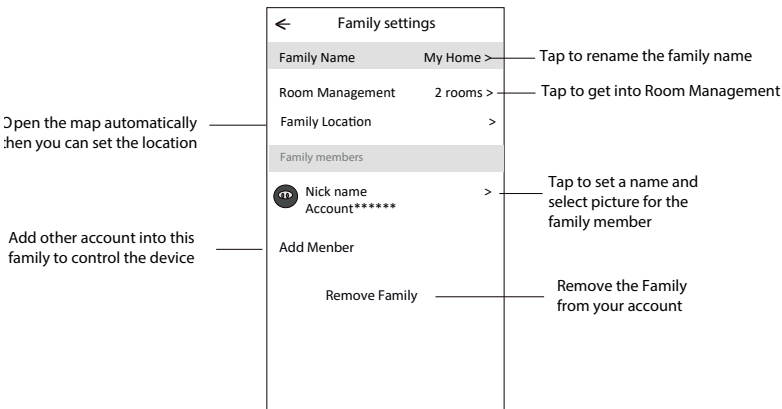 Family settings
Family Name My Home >
Tap to rename the family name
Room Management 2 rooms >
Tap to get into Room Management
Open the map automatically
then you can set the location
Family Location >
Family members
Nick name >
Account******
Tap to set a name and
select picture for the
family member
Add other account into this
family to control the device
Add Menber
Remove Family
Remove the Family
from your account